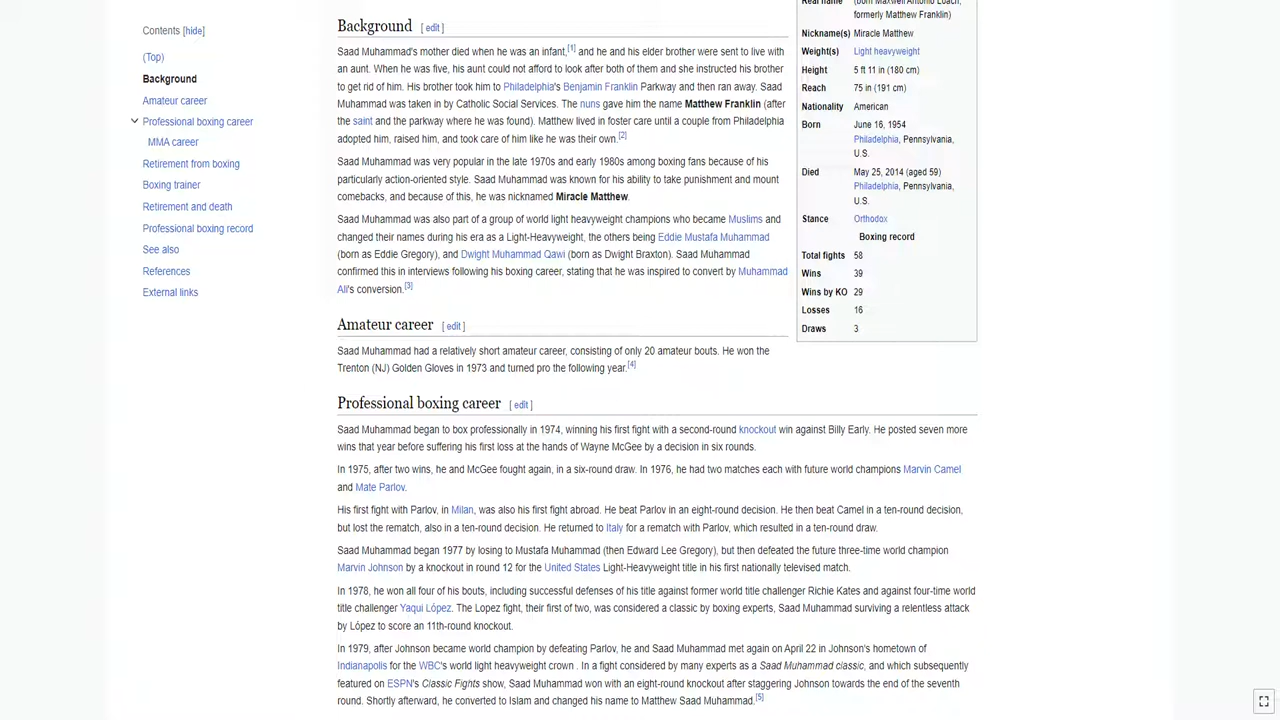 Contents [hide]
(Top)
Background
Amateur career
Professional boxing career
MMA career
Retirement from boxing
Boxing trainer
Retirement and death
Professional boxing record
See also
References
External links
Background [ edit ]
Saad Muhammad's mother died when he was an infant,[1] and he and his elder brother were sent to live with
an aunt. When he was five, his aunt could not afford to look after both of them and she instructed his brother
to get rid of him. His brother took him to Philadelphia's Benjamin Franklin Parkway and then ran away. Saad
Muhammad was taken in by Catholic Social Services. The nuns gave him the name Matthew Franklin (after
the saint and the parkway where he was found). Matthew lived in foster care until a couple from Philadelphia
adopted him, raised him, and took care of him like he was their own.[2]
Saad Muhammad was very popular in the late 1970s and early 1980s among boxing fans because of his
particularly action-oriented style. Saad Muhammad was known for his ability to take punishment and mount
comebacks, and because of this, he was nicknamed Miracle Matthew.
Saad Muhammad was also part of a group of world light heavyweight champions who became Muslims and
changed their names during his era as a Light-Heavyweight, the others being Eddie Mustafa Muhammad
(born as Eddie Gregory), and Dwight Muhammad Qawi (born as Dwight Braxton). Saad Muhammad
confirmed this in interviews following his boxing career, stating that he was inspired to convert by Muhammad
Ali's conversion.[3]
Amateur career [ edit ]
Saad Muhammad had a relatively short amateur career, consisting of only 20 amateur bouts. He won the
Trenton (NJ) Golden Gloves in 1973 and turned pro the following year.[4]
Real name (born Maxwell Antonio Loach,
formerly Matthew Franklin)
Nickname(s) Miracle Matthew
Weight(s) Light heavyweight
Height 5 ft 11 in (180 cm)
Reach 75 in (191 cm)
Nationality American
Born June 16, 1954
Philadelphia, Pennsylvania,
U.S.
Died May 25, 2014 (aged 59)
Philadelphia, Pennsylvania,
U.S.
Stance Orthodox
Boxing record
Total fights 58
Wins 39
Wins by KO 29
Losses 16
Draws 3
Professional boxing career [ edit ]
Saad Muhammad began to box professionally in 1974, winning his first fight with a second-round knockout win against Billy Early. He posted seven more
wins that year before suffering his first loss at the hands of Wayne McGee by a decision in six rounds.
In 1975, after two wins, he and McGee fought again, in a six-round draw. In 1976, he had two matches each with future world champions Marvin Camel
and Mate Parlov.
His first fight with Parlov, in Milan, was also his first fight abroad. He beat Parlov in an eight-round decision. He then beat Camel in a ten-round decision,
but lost the rematch, also in a ten-round decision. He returned to Italy for a rematch with Parlov, which resulted in a ten-round draw.
Saad Muhammad began 1977 by losing to Mustafa Muhammad (then Edward Lee Gregory), but then defeated the future three-time world champion
Marvin Johnson by a knockout in round 12 for the United States Light-Heavyweight title in his first nationally televised match.
In 1978, he won all four of his bouts, including successful defenses of his title against former world title challenger Richie Kates and against four-time world
title challenger Yaqui López. The Lopez fight, their first of two, was considered a classic by boxing experts, Saad Muhammad surviving a relentless attack
by López to score an 11th-round knockout.
In 1979, after Johnson became world champion by defeating Parlov, he and Saad Muhammad met again on April 22 in Johnson's hometown of
Indianapolis for the WBC's world light heavyweight crown . In a fight considered by many experts as a Saad Muhammad classic, and which subsequently
featured on ESPN's Classic Fights show, Saad Muhammad won with an eight-round knockout after staggering Johnson towards the end of the seventh
round. Shortly afterward, he converted to Islam and changed his name to Matthew Saad Muhammad.[5]